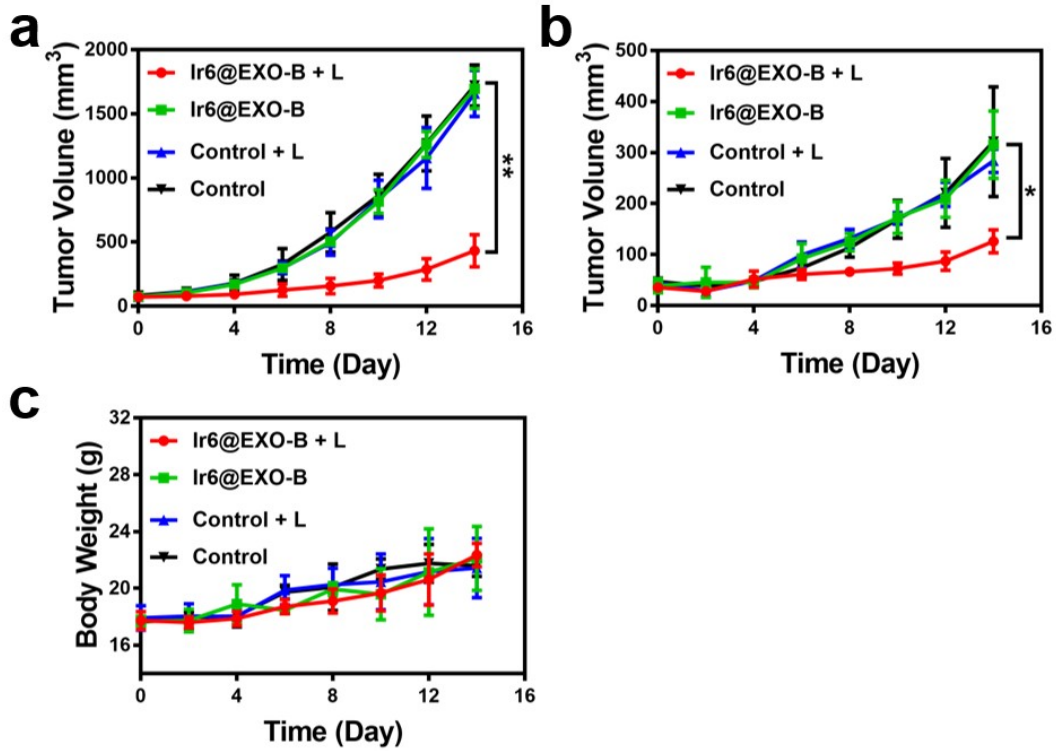 a
Tumor Volune (mm3)
2000
1500
1000
500
0
Ir6@EXO-B + L
Ir6@EXO-B
Control + L
Control
**
0 4 8 12 16
Time (Day)
b
Tumor Volume (mm3)
500
400
300
200
100
0
Ir6@EXO-B + L
Ir6@EXO-B
Control + L
Control
*
0 4 8 12 16
Time (Day)
c
Body Weight (g)
32
28
24
20
16
Ir6@EXO-B + L
Ir6@EXO-B
Control + L
Control
0 4 8 12 16
Time (Day)